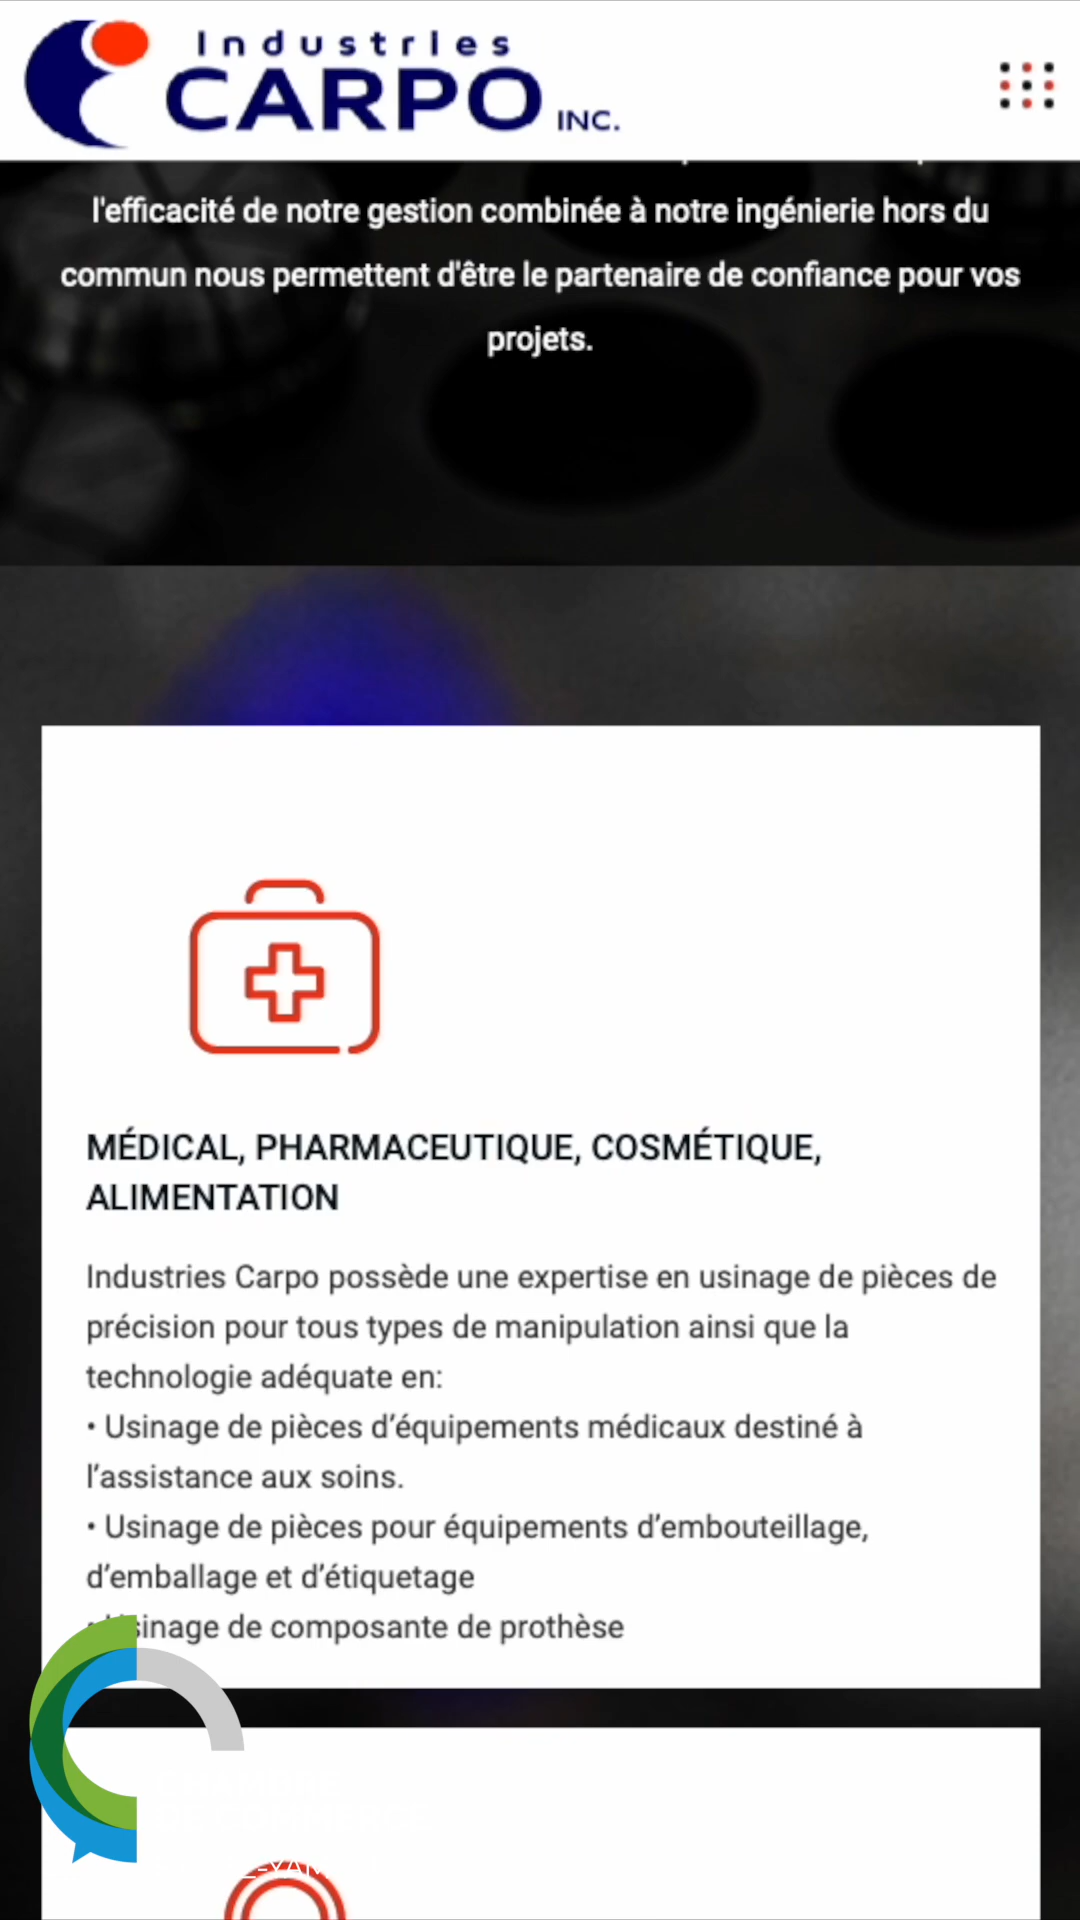 Industries
CARPO INC.
l'efficacité de notre gestion combinée à notre ingénierie hors du
commun nous permettent d'être le partenaire de confiance pour vos
projets.
MÉDICAL, PHARMACEUTIQUE, COSMÉTIQUE,
ALIMENTATION
Industries Carpo possède une expertise en usinage de pièces de
précision pour tous types de manipulation ainsi que la
technologie adéquate en:
• Usinage de pièces d’équipements médicaux destiné à
l’assistance aux soins.
• Usinage de pièces pour équipements d’embouteillage,
d’emballage et d’étiquetage
• Usinage de composante de prothèse